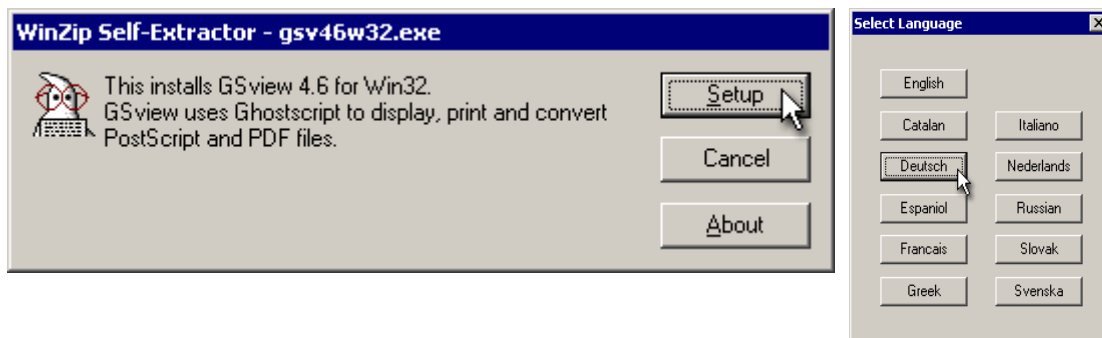 WinZip Self-Extractor - gsv46w32.exe
This installs GSview 4.6 for Win32.
GSview uses Ghostscript to display, print and convert
PostScript and PDF files.
Setup
Cancel
About
Select Language
English
Catalan
Italiano
Deutsch
Nederlands
Espaniol
Russian
Francais
Slovak
Greek
Svenska